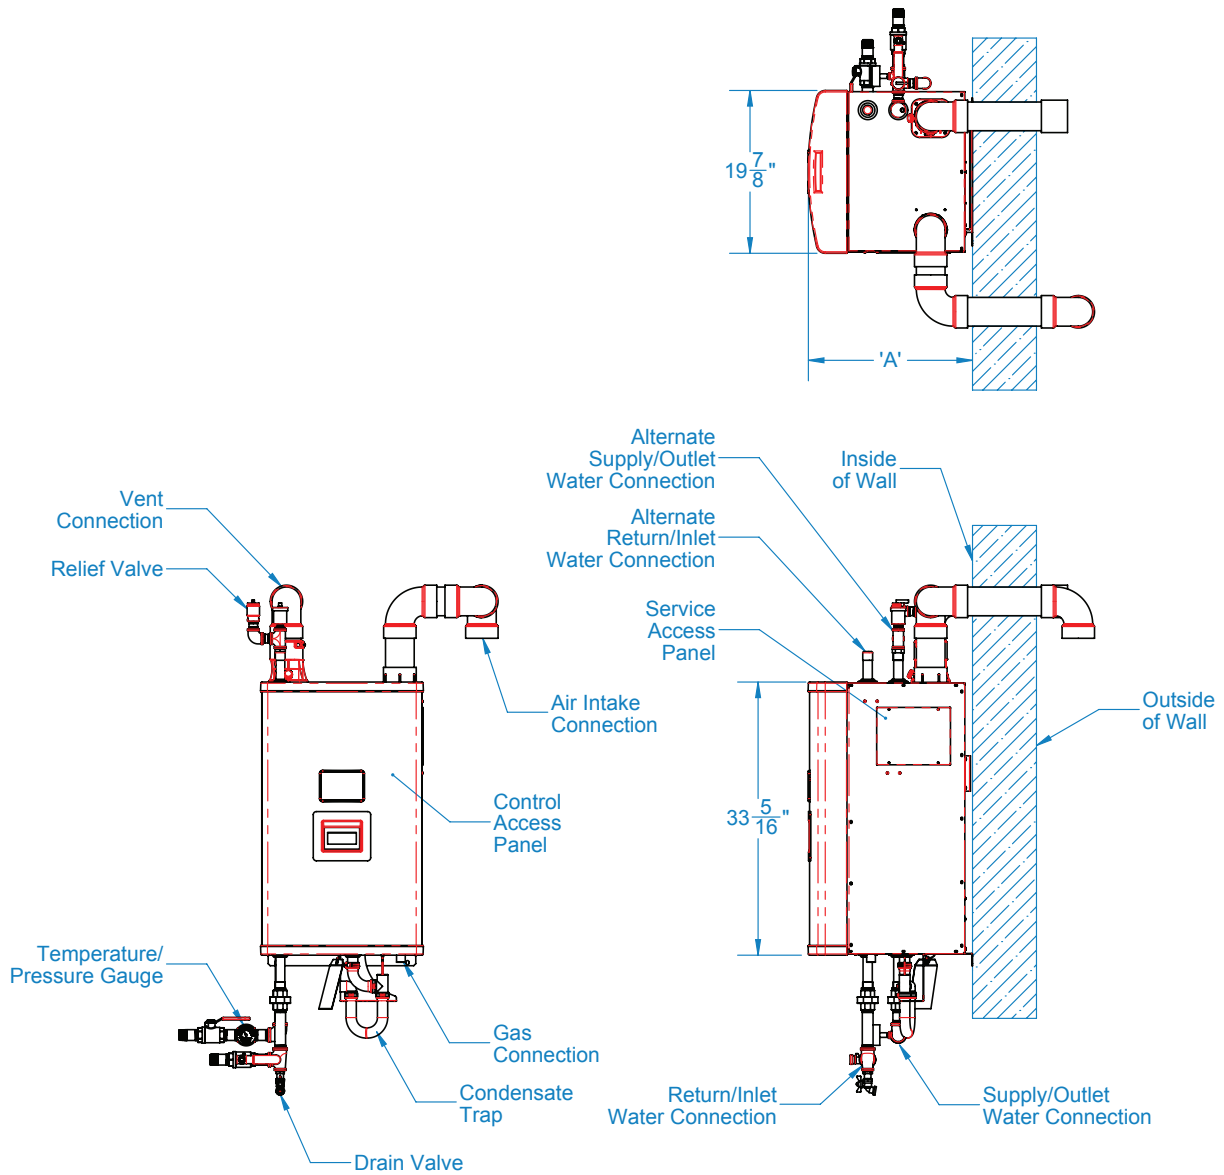 19 7/8"
'A'
Alternate
Supply/Outlet
Water Connection
Inside
of Wall
Vent
Connection
Alternate
Return/Inlet
Water Connection
Relief Valve
Service
Access
Panel
Air Intake
Connection
Outside
of Wall
Control
Access
Panel
33 5/16"
Temperature/
Pressure Gauge
Gas
Connection
Condensate
Trap
Return/Inlet
Water Connection
Supply/Outlet
Water Connection
Drain Valve